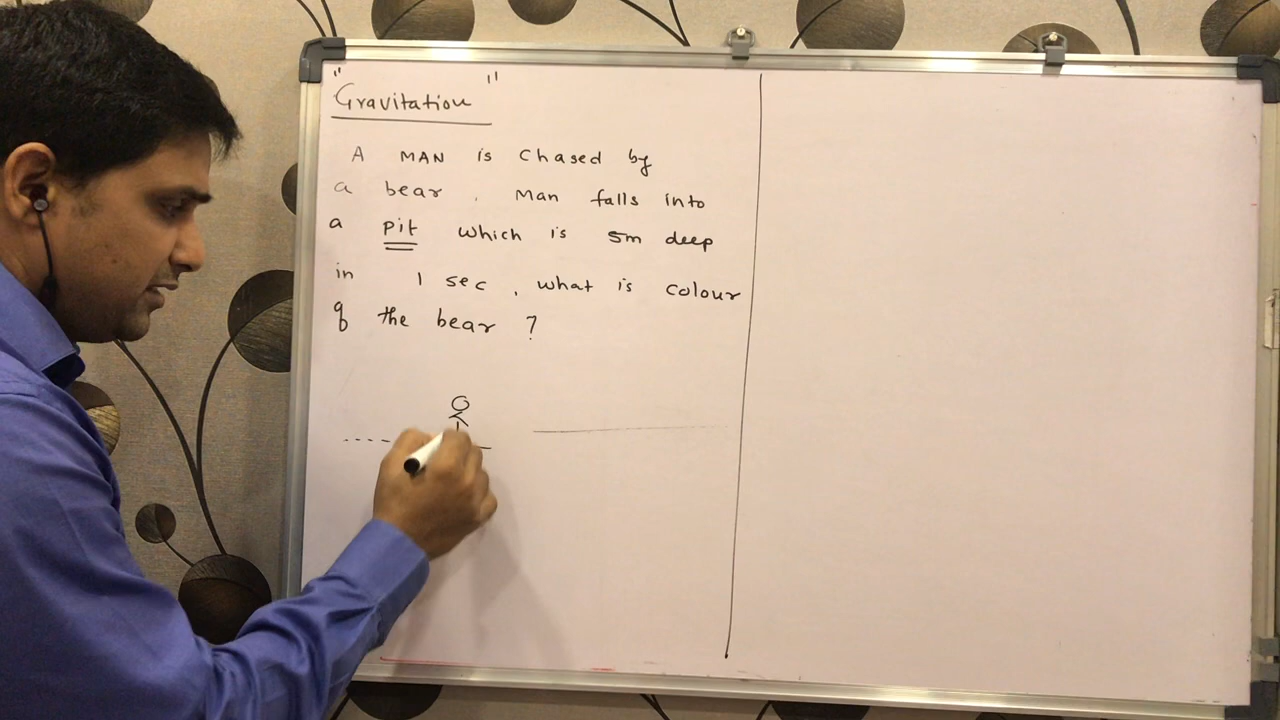 "Gravitation"
A MAN is chased by
a bear. Man falls into
a pit which is 5m deep
in 1 sec, what is colour
of the bear ?